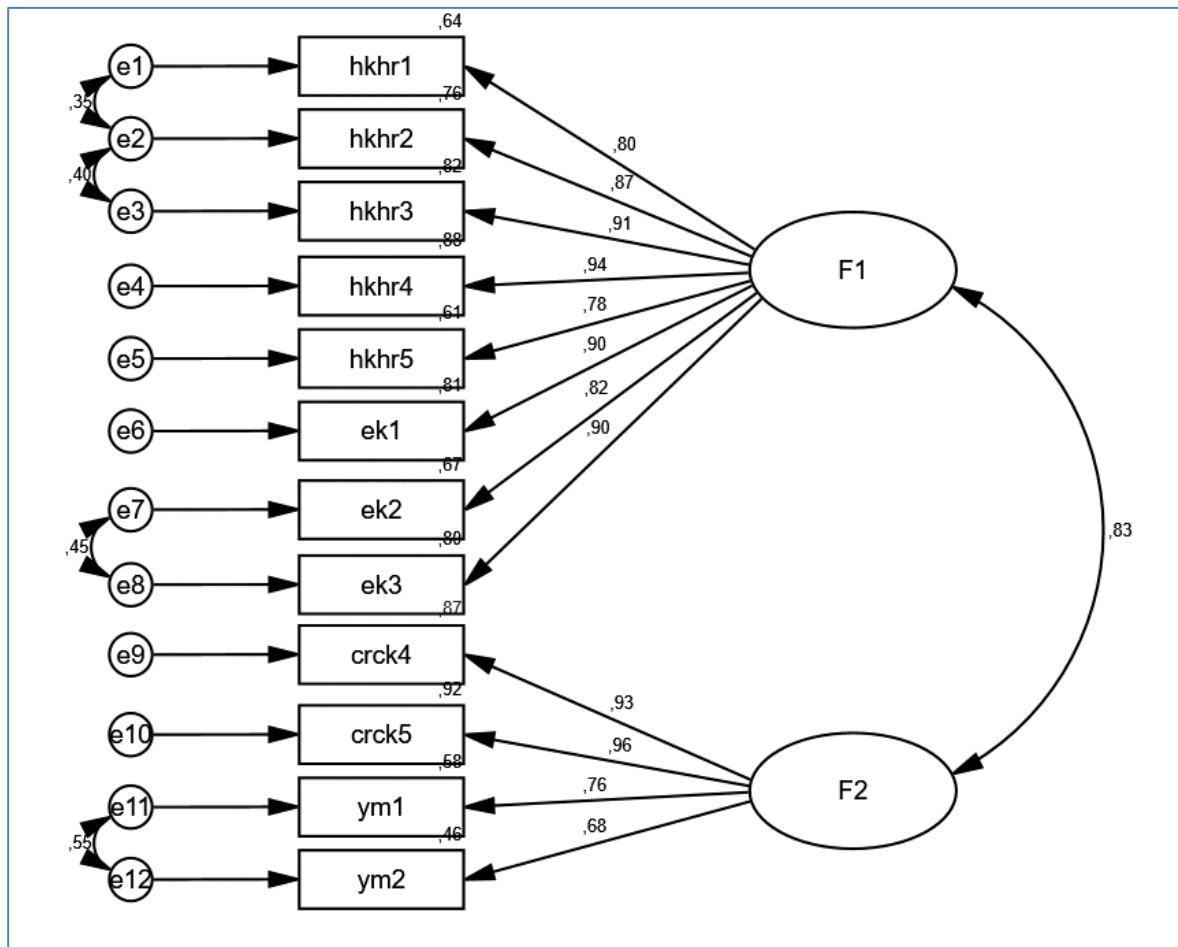 ,64
e1
hkhr1
,35
,76
e2
hkhr2
,80
,40
,82
,87
e3
hkhr3
,91
,88
e4
hkhr4
,94
F1
,61
,78
e5
hkhr5
,90
,81
,82
e6
ek1
,90
,67
e7
ek2
,45
,80
,83
e8
ek3
,87
e9
crck4
,92
,93
e10
crck5
,96
,58
,76
F2
e11
ym1
,55
,46
,68
e12
ym2